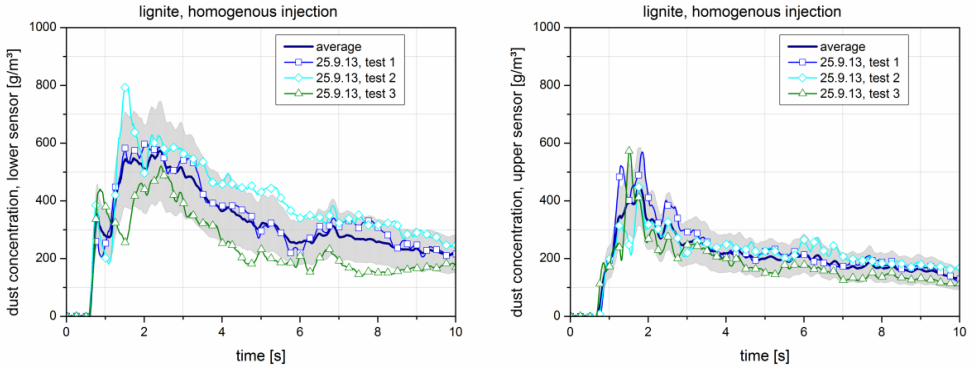 lignite, homogenous injection
dust concentration, lower sensor [g/m³]
1000
800
600
400
200
0
average
25.9.13, test 1
25.9.13, test 2
25.9.13, test 3
0 2 4 6 8 10
time [s]
lignite, homogenous injection
dust concentration, upper sensor [g/m³]
1000
800
600
400
200
0
average
25.9.13, test 1
25.9.13, test 2
25.9.13, test 3
0 2 4 6 8 10
time [s]